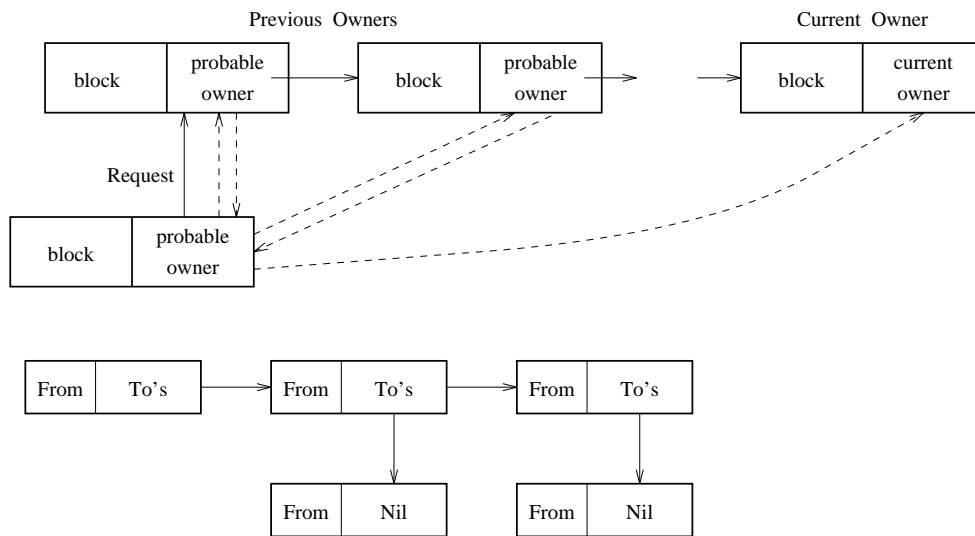 Previous Owners
Current Owner
block
probable
owner
block
probable
owner
block
current
owner
Request
block
probable
owner
From
To's
From
To's
From
To's
From
Nil
From
Nil